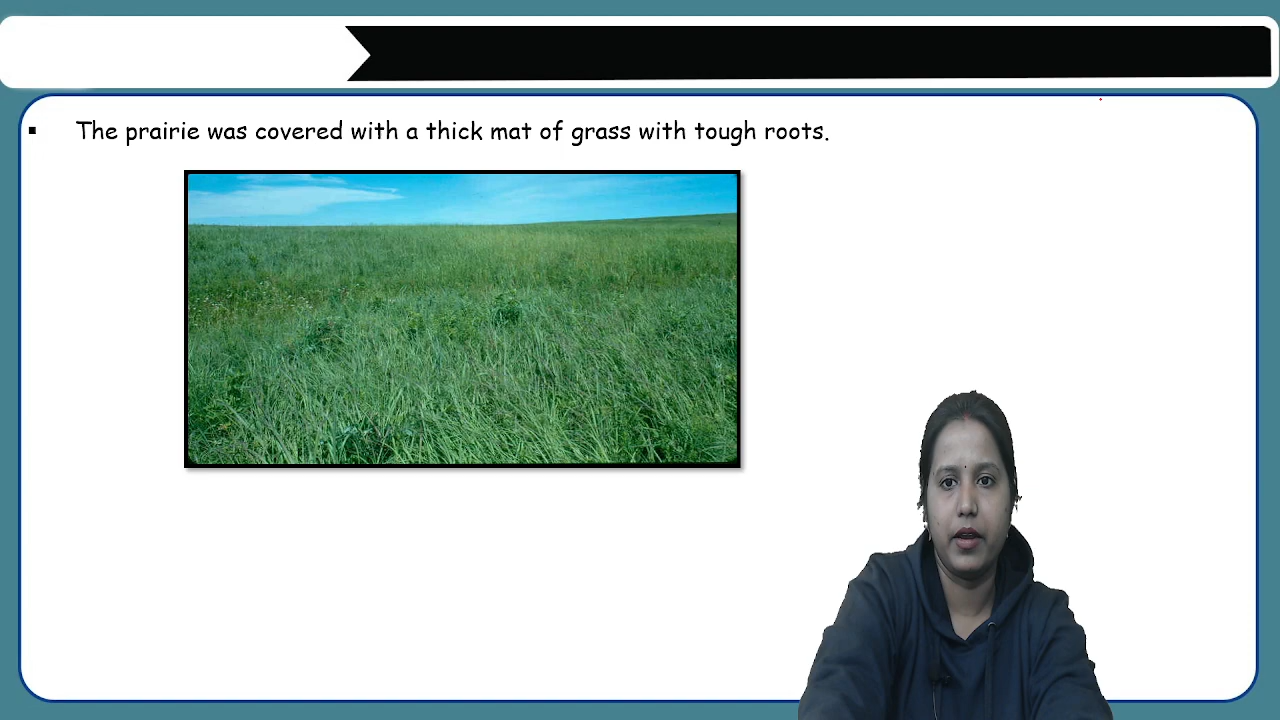 ▪ The prairie was covered with a thick mat of grass with tough roots.